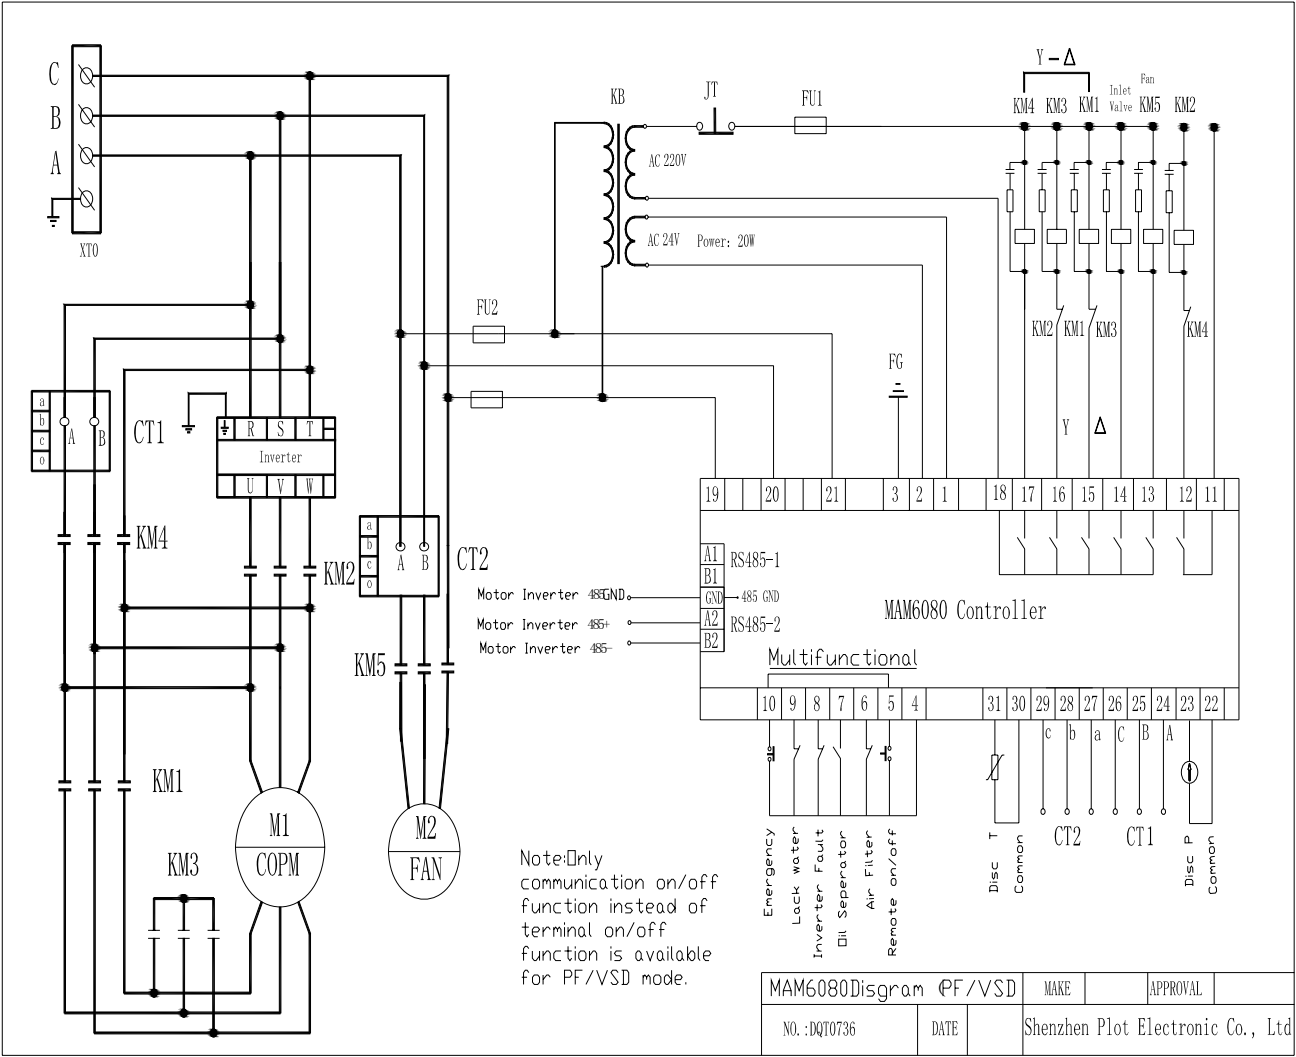 C
B
A
XT0
Y-Δ
KM4 KM3 KM1 Inlet Valve Fan KM5 KM2
KB
JT
FU1
AC 220V
AC 24V Power: 20W
FU2
KM2 KM1 KM3 KM4
FG
Y Δ
a
b
c
o
A B
CT1
R S T
Inverter
U V W
KM4
KM2
a
b
c
o
A B
CT2
KM5
KM1
KM3
M1
COPM
M2
FAN
19 20 21 3 2 1 18 17 16 15 14 13 12 11
A1
B1
GND
A2
B2
RS485-1
485 GND
RS485-2
MAM6080 Controller
Motor Inverter 485GND
Motor Inverter 485+
Motor Inverter 485-
Multifunctional
10 9 8 7 6 5 4 31 30 29 28 27 26 25 24 23 22
c b a C B A
CT2 CT1
Emergency
Lack water
Inverter Fault
Oil Seperator
Air Filter
Remote on/off
Disc T
Common
Disc P
Common
Note:Only
communication on/off
function instead of
terminal on/off
function is available
for PF/VSD mode.
MAM6080Disgram (PF/VSD MAKE APPROVAL
NO.:DQT0736 DATE Shenzhen Plot Electronic Co., Ltd